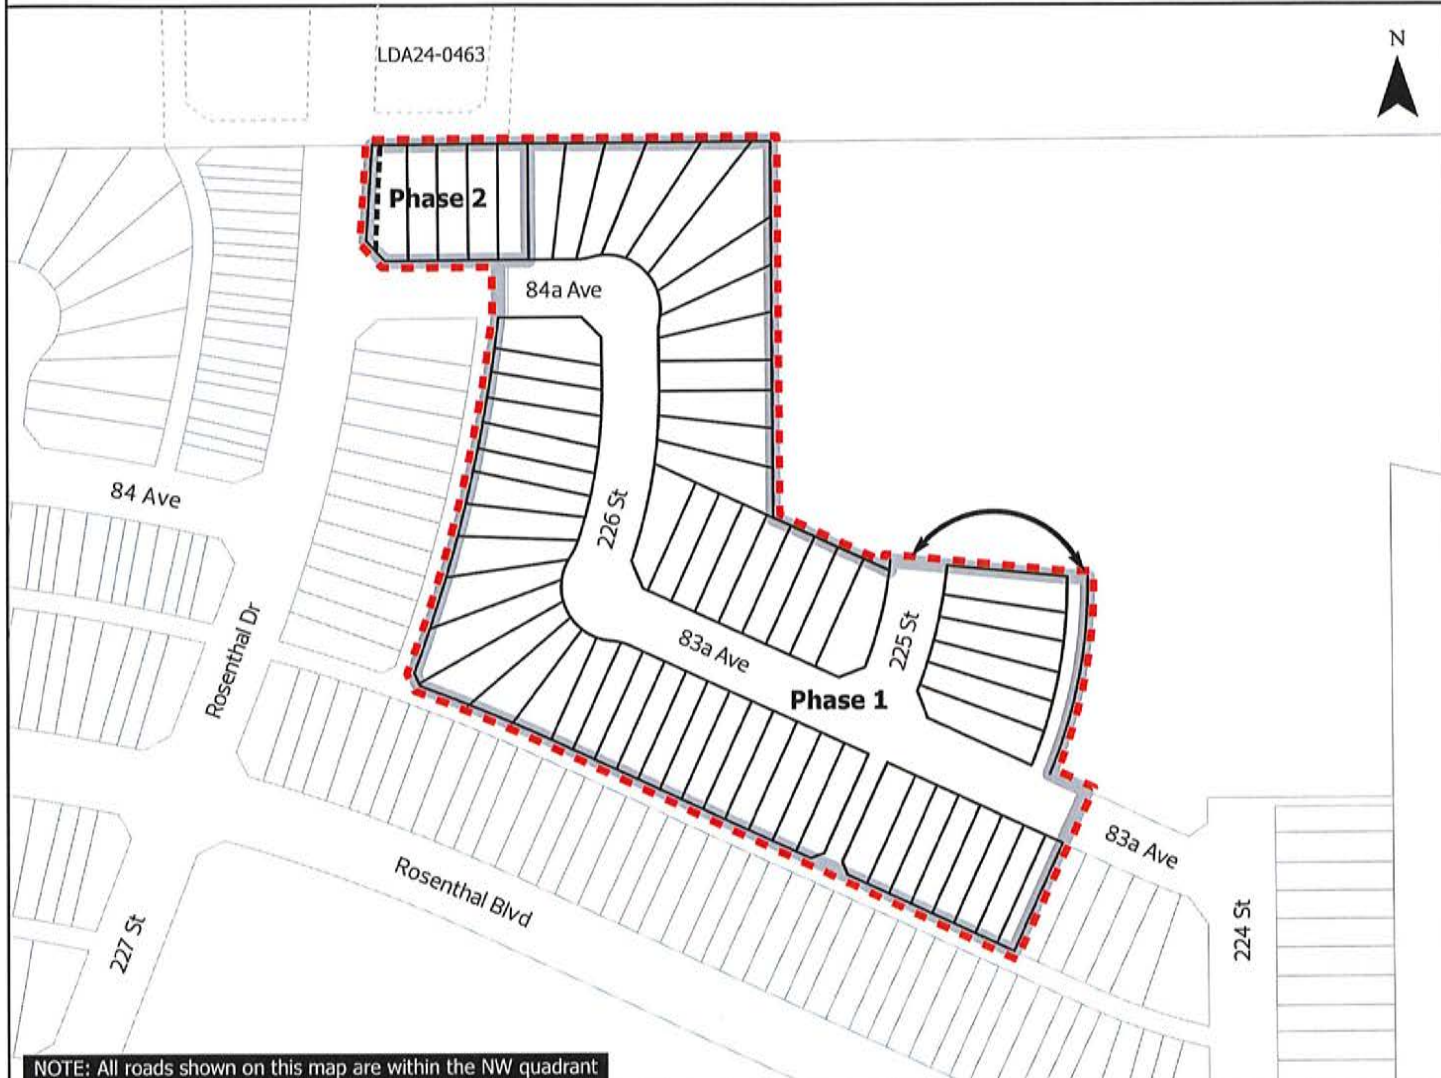 LDA24-0463
N
Phase 2
84a Ave
84 Ave
226 St
Rosenthal Dr
83a Ave
225 St
Phase 1
83a Ave
Rosenthal Blvd
227 St
224 St
NOTE: All roads shown on this map are within the NW quadrant